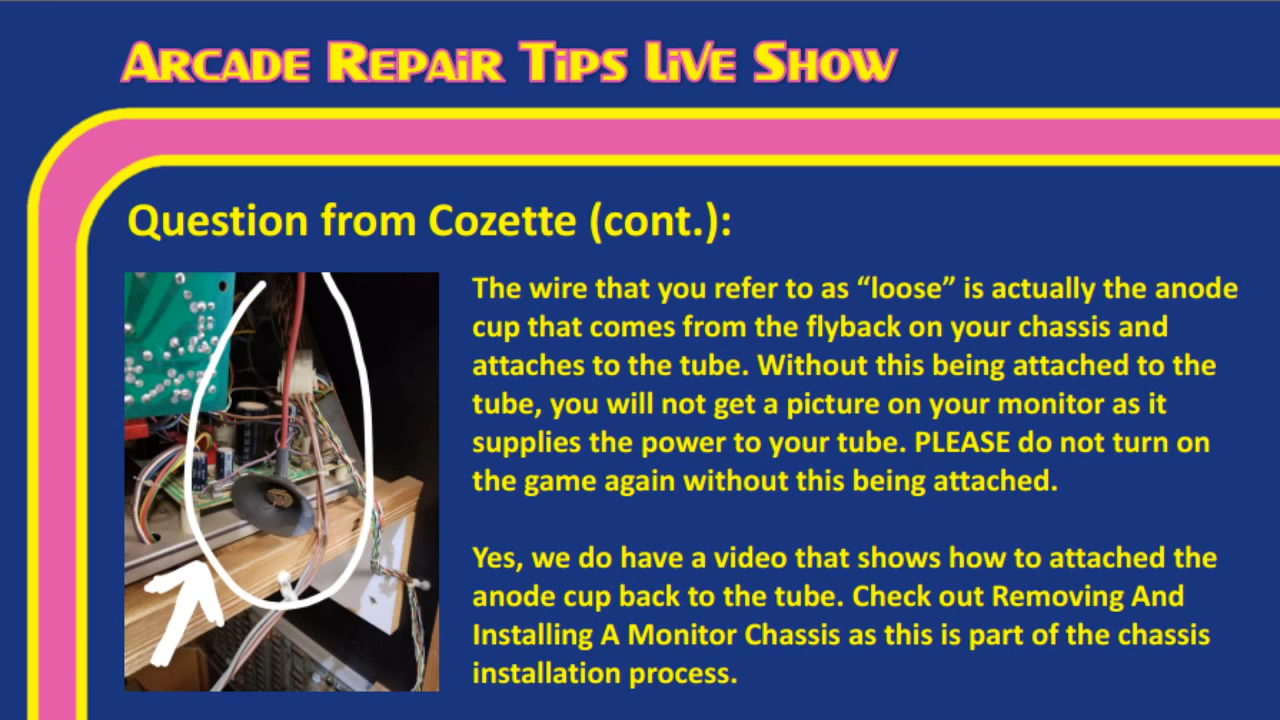 ARCADE REPAIR TIPS LIVE SHOW
Question from Cozette (cont.):
The wire that you refer to as “loose” is actually the anode
cup that comes from the flyback on your chassis and
attaches to the tube. Without this being attached to the
tube, you will not get a picture on your monitor as it
supplies the power to your tube. PLEASE do not turn on
the game again without this being attached.
Yes, we do have a video that shows how to attached the
anode cup back to the tube. Check out Removing And
Installing A Monitor Chassis as this is part of the chassis
installation process.